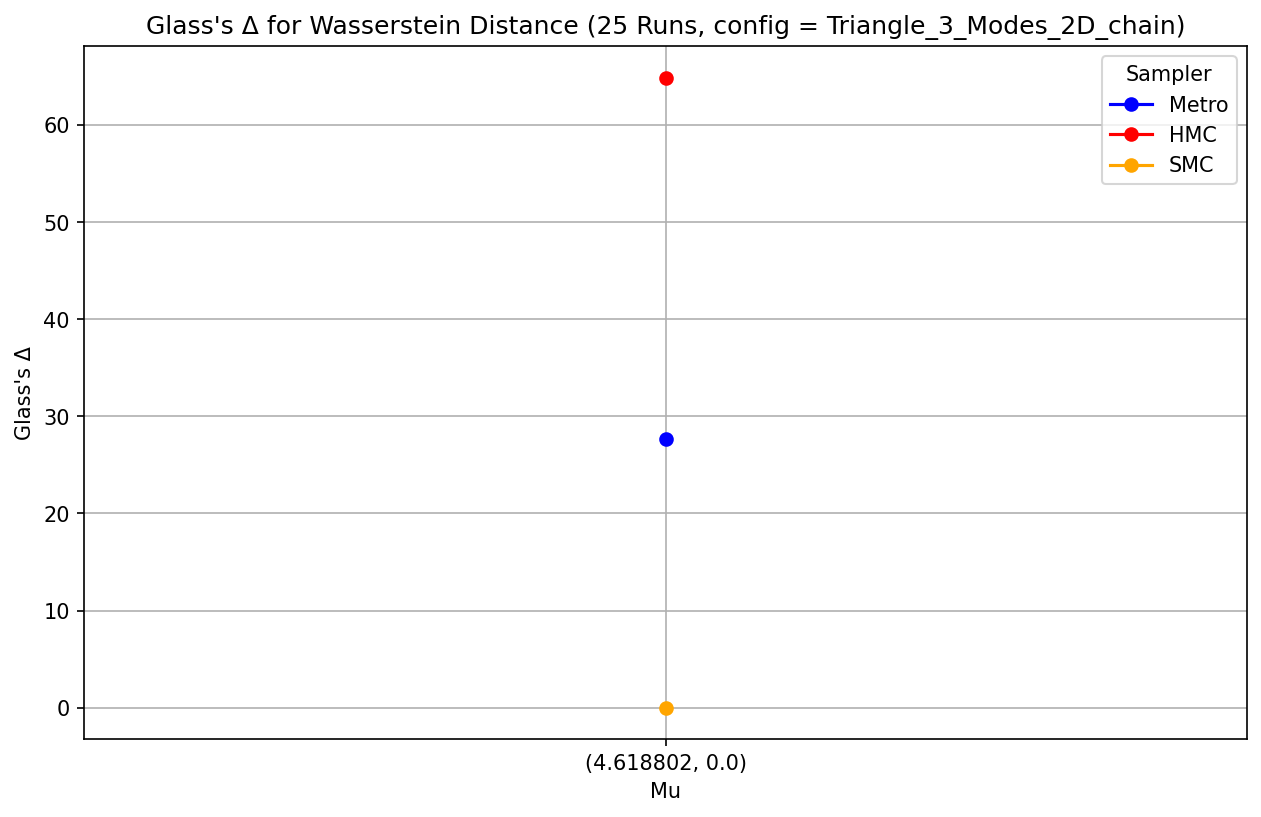 Glass's Δ for Wasserstein Distance (25 Runs, config = Triangle_3_Modes_2D_chain)
Sampler
Metro
HMC
SMC
Glass's Δ
60
50
40
30
20
10
0
(4.618802, 0.0)
Mu